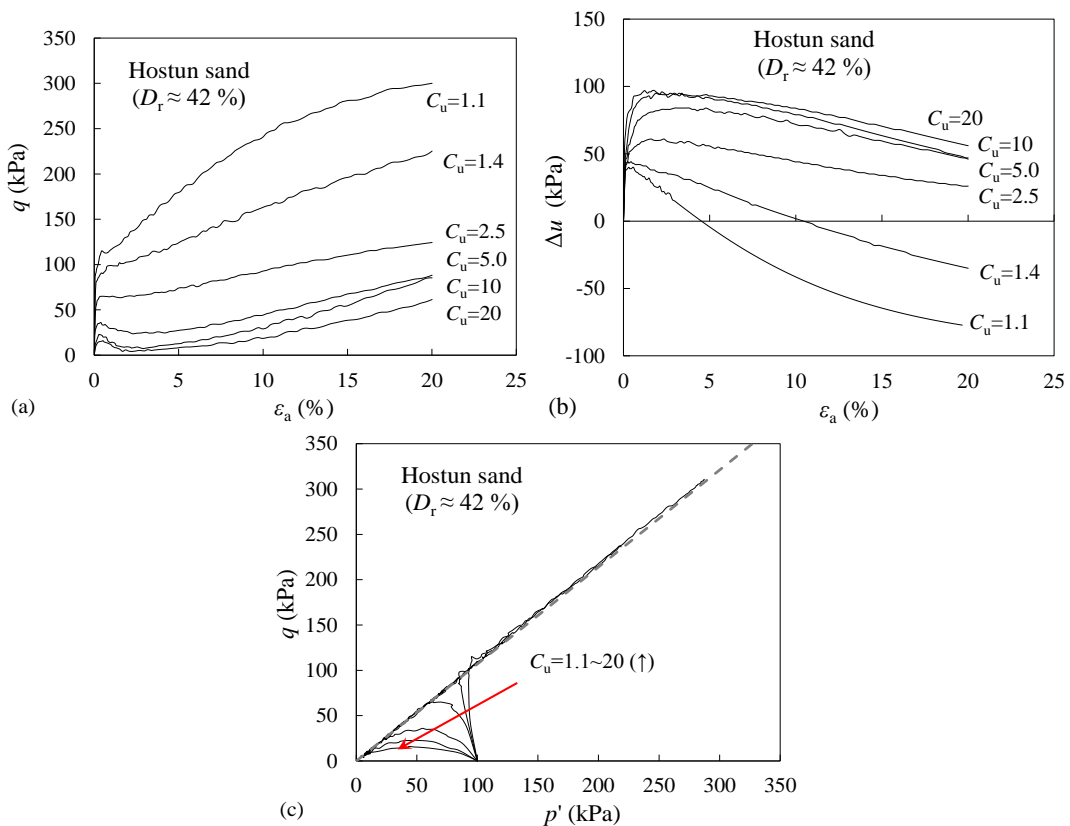 350
300
250
200
150
100
50
0
q (kPa)
Hostun sand
(Dr ≈ 42 %)
Cu=1.1
Cu=1.4
Cu=2.5
Cu=5.0
Cu=10
Cu=20
0 5 10 15 20 25
(a)
εa (%)
150
100
50
0
-50
-100
Δu (kPa)
Hostun sand
(Dr ≈ 42 %)
Cu=20
Cu=10
Cu=5.0
Cu=2.5
Cu=1.4
Cu=1.1
0 5 10 15 20 25
(b)
εa (%)
350
300
250
200
150
100
50
0
q (kPa)
Hostun sand
(Dr ≈ 42 %)
Cu=1.1~20 (↑)
0 50 100 150 200 250 300 350
(c)
p' (kPa)